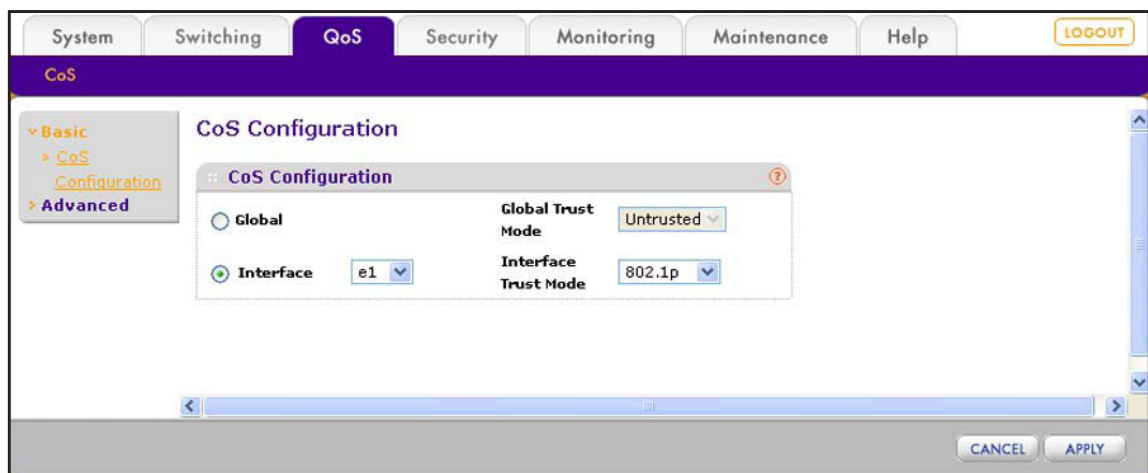 System Switching QoS Security Monitoring Maintenance Help LOGOUT
CoS
Basic
CoS
Configuration
Advanced
CoS Configuration
CoS Configuration ?
Global
Global Trust
Mode
Untrusted
Interface e1
Interface
Trust Mode
802.1p
CANCEL APPLY